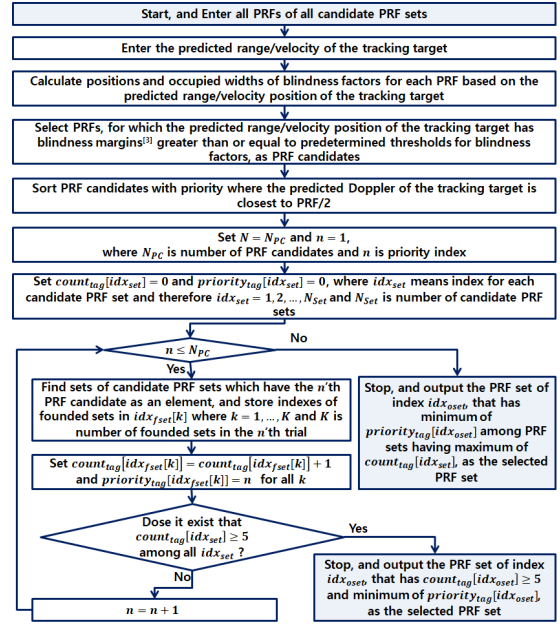 Start, and Enter all PRFs of all candidate PRF sets
Enter the predicted range/velocity of the tracking target
Calculate positions and occupied widths of blindness factors for each PRF based on the
predicted range/velocity position of the tracking target
Select PRFs, for which the predicted range/velocity position of the tracking target has
blindness margins[3] greater than or equal to predetermined thresholds for blindness
factors, as PRF candidates
Sort PRF candidates with priority where the predicted Doppler of the tracking target is
closest to PRF/2
Set N = N_PC and n = 1,
where N_PC is number of PRF candidates and n is priority index
Set count_tag[idx_set] = 0 and priority_tag[idx_set] = 0, where idx_set means index for each
candidate PRF set and therefore idx_set = 1, 2, ..., N_Set and N_Set is number of candidate PRF
sets
n ≤ N_PC
No
Yes
Find sets of candidate PRF sets which have the n'th
PRF candidate as an element, and store indexes of
founded sets in idx_fset[k] where k = 1, ..., K and K is
number of founded sets in the n'th trial
Stop, and output the PRF set of
index idx_oset, that has
minimum of
priority_tag[idx_oset] among PRF
sets having maximum of
count_tag[idx_set], as the selected
PRF set
Set count_tag[idx_fset[k]] = count_tag[idx_fset[k]] + 1
and priority_tag[idx_fset[k]] = n for all k
Dose it exist that
count_tag[idx_set] ≥ 5
among all idx_set ?
Yes
No
Stop, and output the PRF set of index
idx_oset, that has count_tag[idx_oset] ≥ 5
and minimum of priority_tag[idx_oset],
as the selected PRF set
n = n + 1